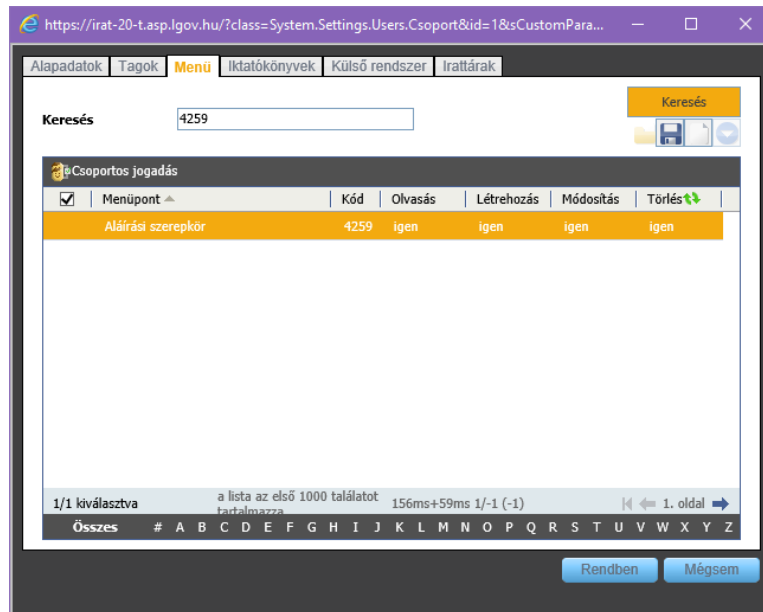 https://irat-20-t.asp.lgov.hu/?class=System.Settings.Users.Csoport&id=1&sCustomPara...
Alapadatok Tagok Menü Iktatókönyvek Külső rendszer Irattárak
Keresés
Keresés 4259
Csoportos jogadás
Menüpont Kód Olvasás Létrehozás Módosítás Törlés
Aláírási szerepkör 4259 igen igen igen igen
1/1 kiválasztva a lista az első 1000 találatot tartalmazza 156ms+59ms 1/-1 (-1) 1. oldal
Összes # A B C D E F G H I J K L M N O P Q R S T U V W X Y Z
Rendben Mégsem